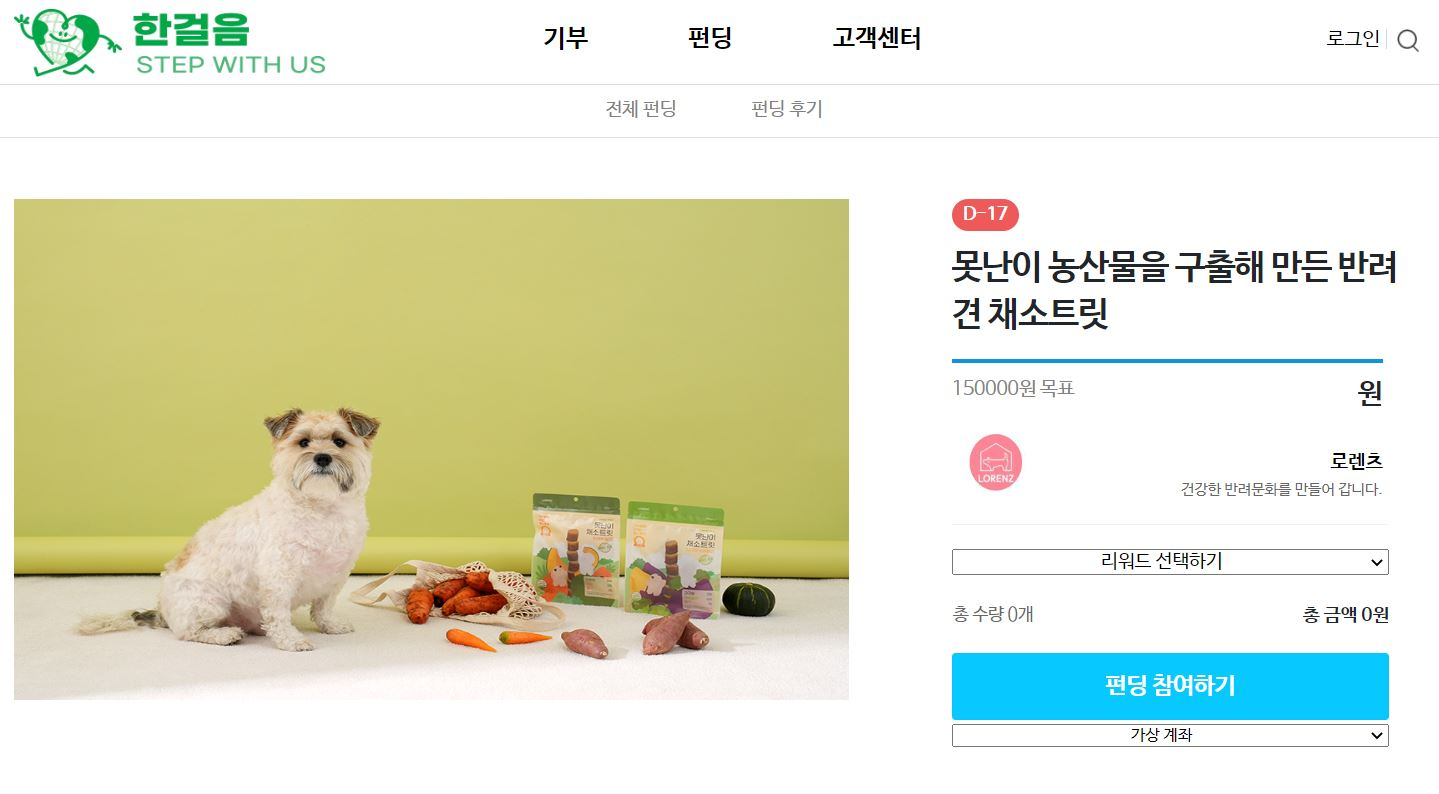 한걸음
STEP WITH US
기부 펀딩 고객센터
로그인
전체 펀딩 펀딩 후기
D-17
못난이 농산물을 구출해 만든 반려
견 채소트릿
150000원 목표 원
LORENZ
로렌츠
건강한 반려문화를 만들어 갑니다.
못난이
채소트릿
못난이
채소트릿
리워드 선택하기
총 수량 0개 총 금액 0원
펀딩 참여하기
가상 계좌